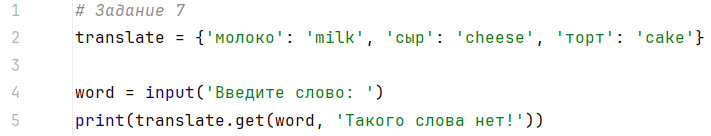 1 # Задание 7
2 translate = {'молоко': 'milk', 'сыр': 'cheese', 'торт': 'cake'}
3
4 word = input('Введите слово: ')
5 print(translate.get(word, 'Такого слова нет!'))